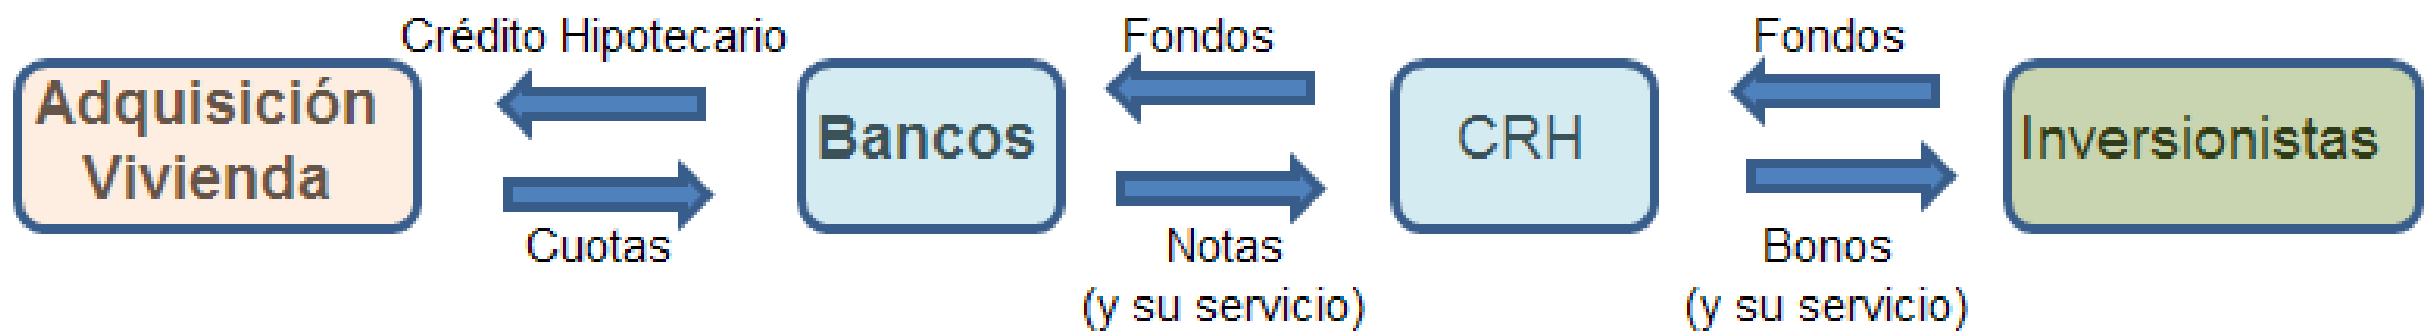 Crédito Hipotecario
Fondos
Fondos
Adquisición
Vivienda
Bancos
CRH
Inversionistas
Cuotas
Notas
(y su servicio)
Bonos
(y su servicio)